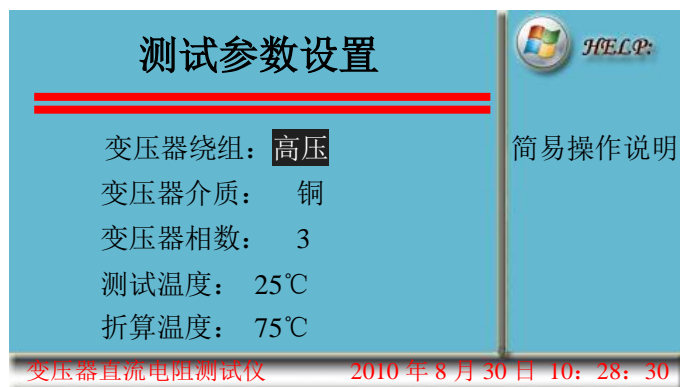 测试参数设置
HELP:
变压器绕组：高压
变压器介质： 铜
变压器相数： 3
测试温度： 25℃
折算温度： 75℃
简易操作说明
变压器直流电阻测试仪 2010 年 8 月 30 日 10：28：30